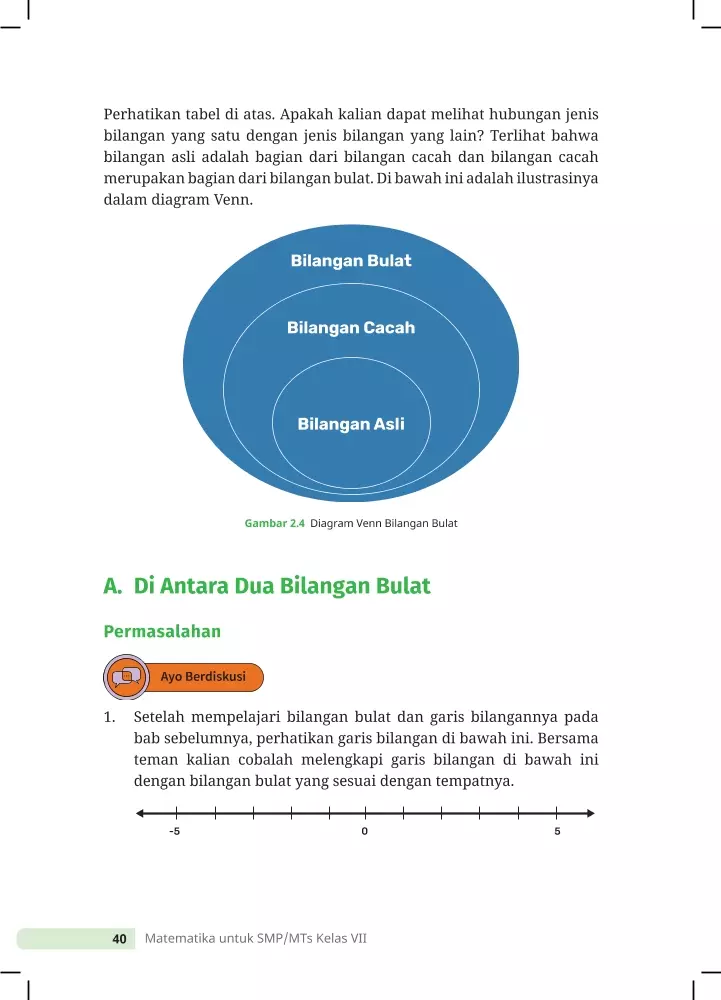 Perhatikan tabel di atas. Apakah kalian dapat melihat hubungan jenis
bilangan yang satu dengan jenis bilangan yang lain? Terlihat bahwa
bilangan asli adalah bagian dari bilangan cacah dan bilangan cacah
merupakan bagian dari bilangan bulat. Di bawah ini adalah ilustrasinya
dalam diagram Venn.
Bilangan Bulat
Bilangan Cacah
Bilangan Asli
Gambar 2.4 Diagram Venn Bilangan Bulat
A. Di Antara Dua Bilangan Bulat
Permasalahan
Ayo Berdiskusi
1. Setelah mempelajari bilangan bulat dan garis bilangannya pada
bab sebelumnya, perhatikan garis bilangan di bawah ini. Bersama
teman kalian cobalah melengkapi garis bilangan di bawah ini
dengan bilangan bulat yang sesuai dengan tempatnya.
-5 0 5
40 Matematika untuk SMP/MTs Kelas VII